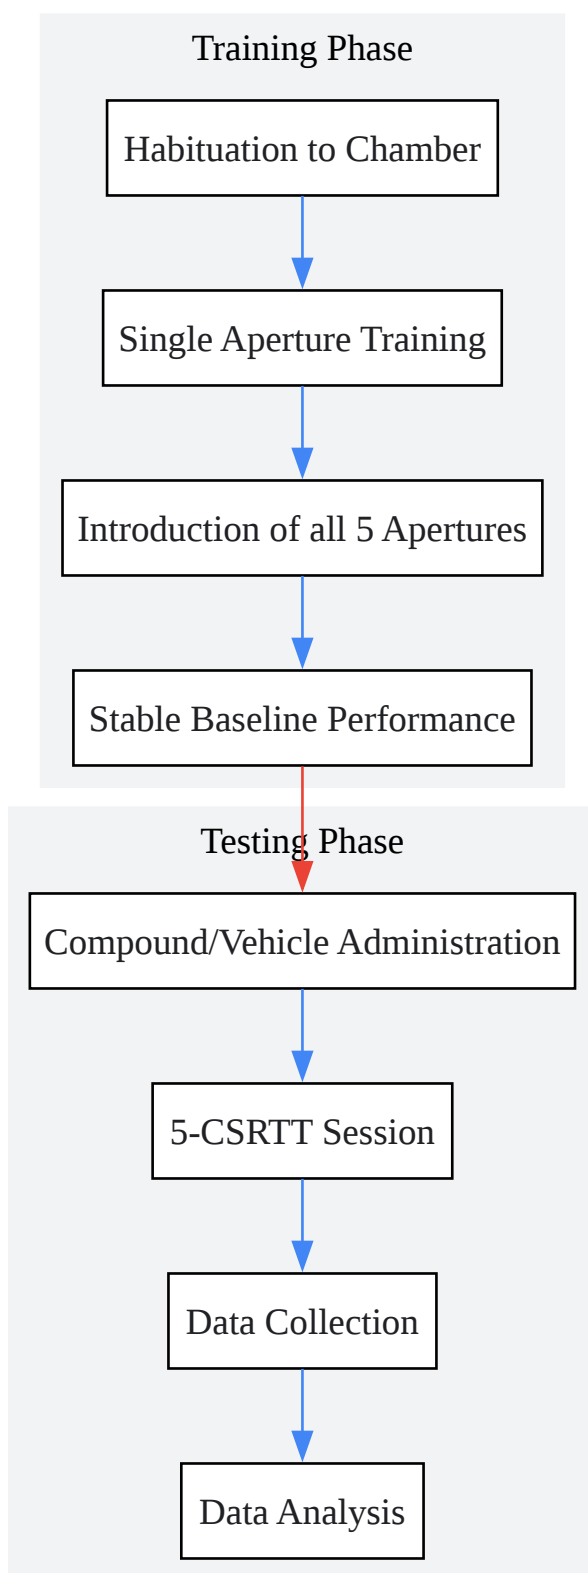 Training Phase
Habituation to Chamber
Single Aperture Training
Introduction of all 5 Apertures
Stable Baseline Performance
Testing Phase
Compound/Vehicle Administration
5-CSRTT Session
Data Collection
Data Analysis